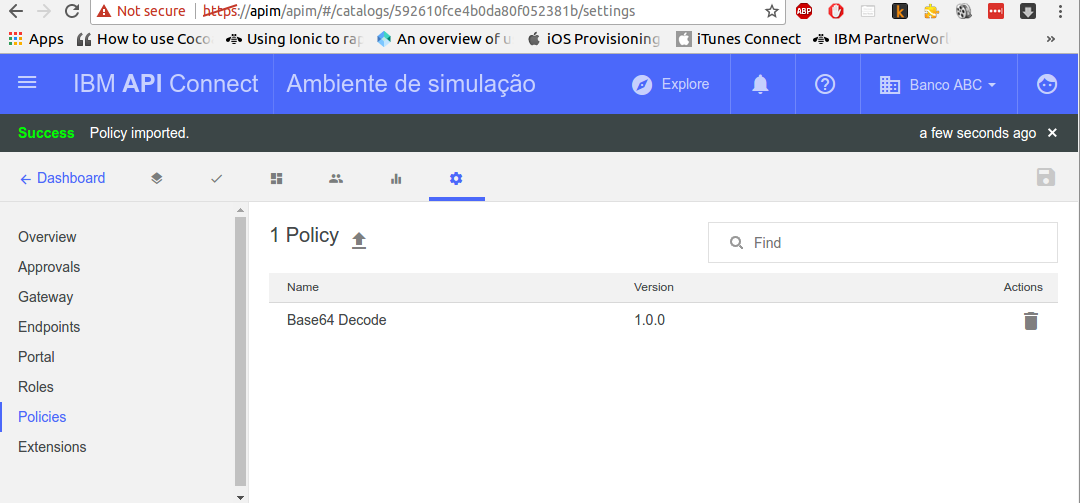 Not secure https://apim/apim/#/catalogs/592610fce4b0da80f052381b/settings ABP k
Apps How to use Coco Using Ionic to rap An overview of u iOS Provisioning iTunes Connect IBM PartnerWorl »
IBM API Connect Ambiente de simulação Explore Banco ABC
Success Policy imported. a few seconds ago ×
← Dashboard
Overview
Approvals
Gateway
Endpoints
Portal
Roles
Policies
Extensions
1 Policy
Find
Name Version Actions
Base64 Decode 1.0.0